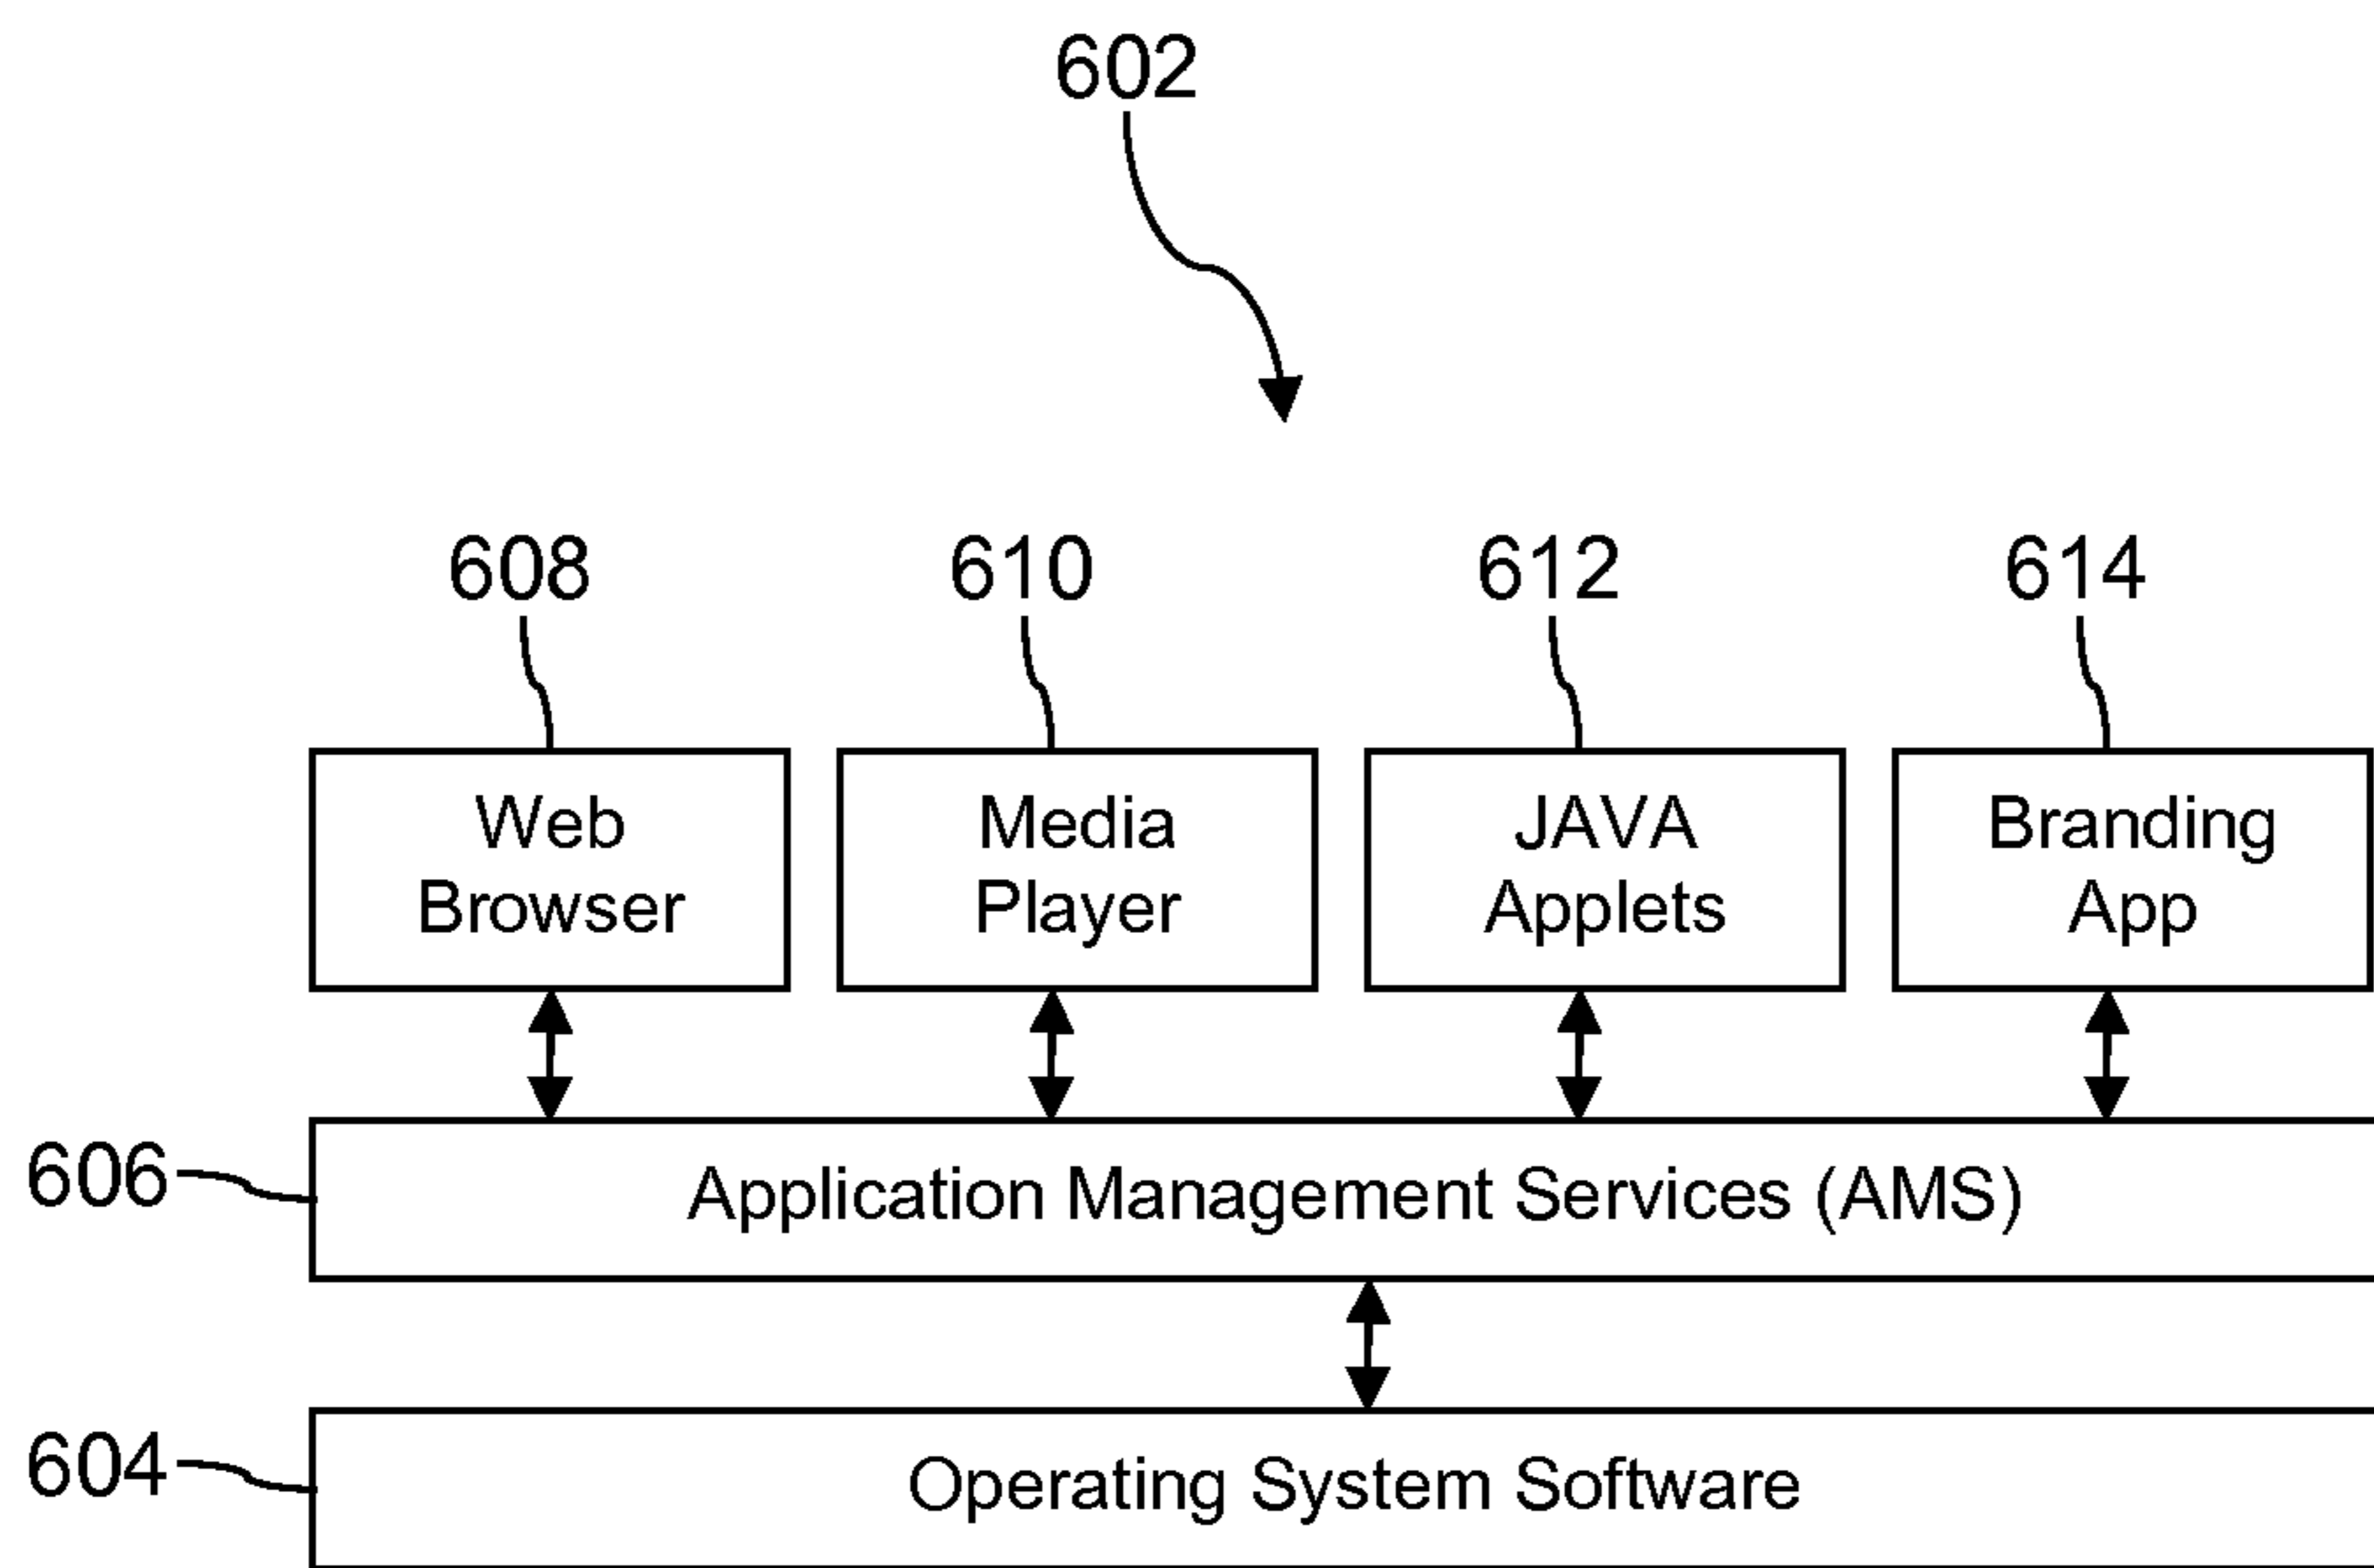 602
608
610
612
614
Web
Browser
Media
Player
JAVA
Applets
Branding
App
606
Application Management Services (AMS)
604
Operating System Software